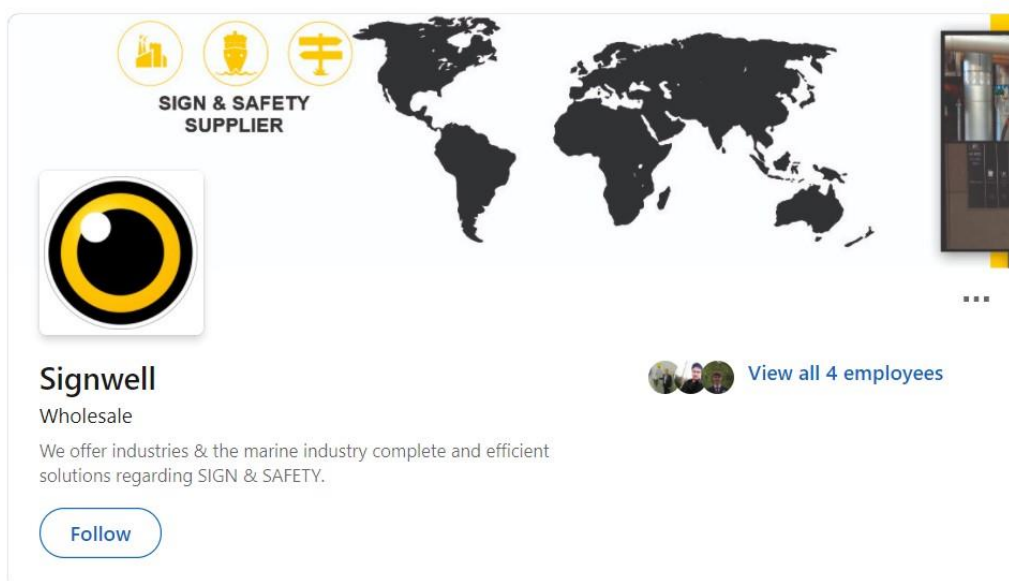 SIGN & SAFETY
SUPPLIER
Signwell
View all 4 employees
Wholesale
We offer industries & the marine industry complete and efficient
solutions regarding SIGN & SAFETY.
Follow